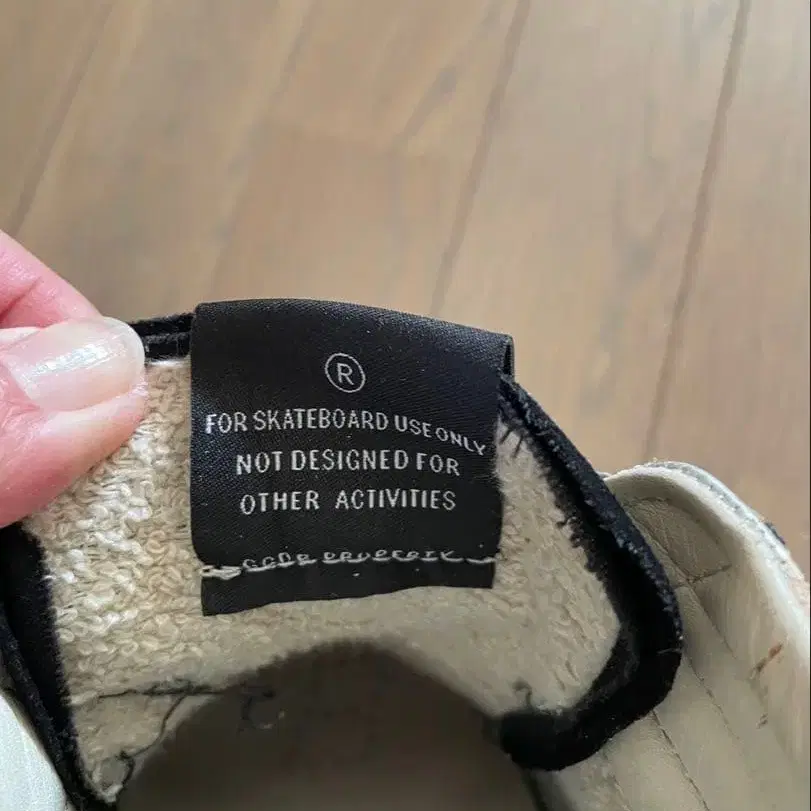 ®
FOR SKATEBOARD USE ONLY
NOT DESIGNED FOR
OTHER ACTIVITIES